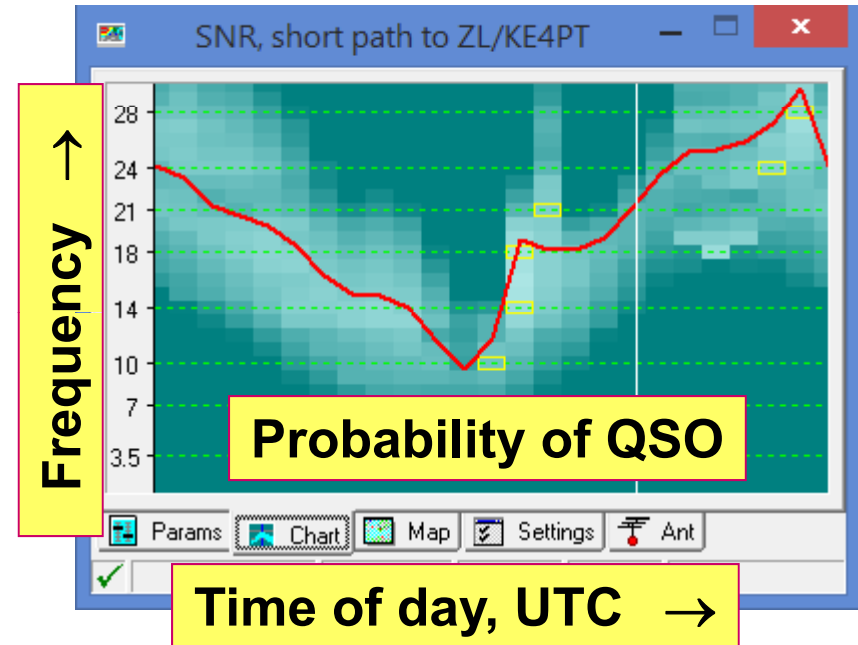 SNR, short path to ZL/KE4PT
Frequency →
28
24
21
18
14
10
7
3.5
Probability of QSO
Params Chart Map Settings Ant
Time of day, UTC →